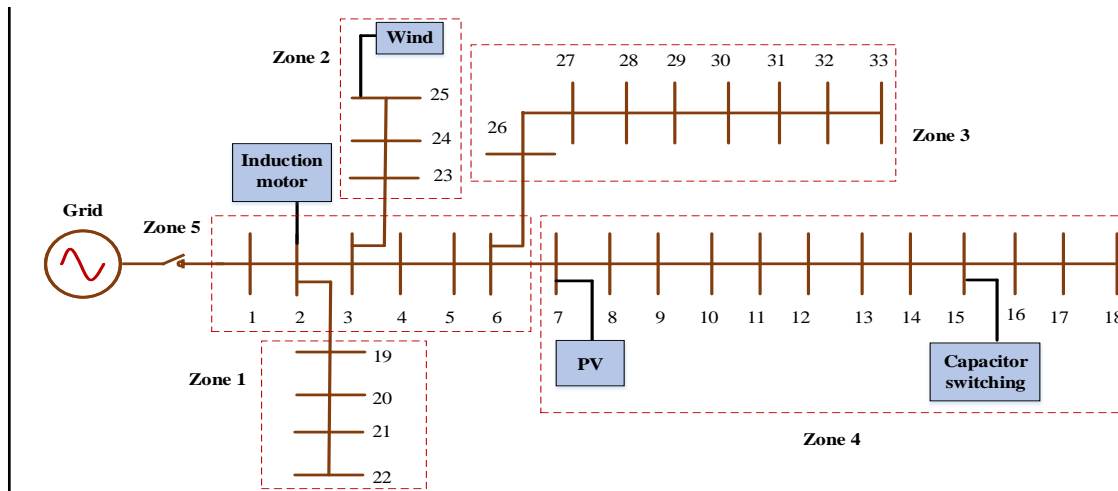 Wind
Zone 2
25
24
23
27 28 29 30 31 32 33
26
Zone 3
Induction
motor
Grid
Zone 5
1 2 3 4 5 6 7 8 9 10 11 12 13 14 15 16 17 18
PV
Capacitor
switching
Zone 4
Zone 1
19
20
21
22